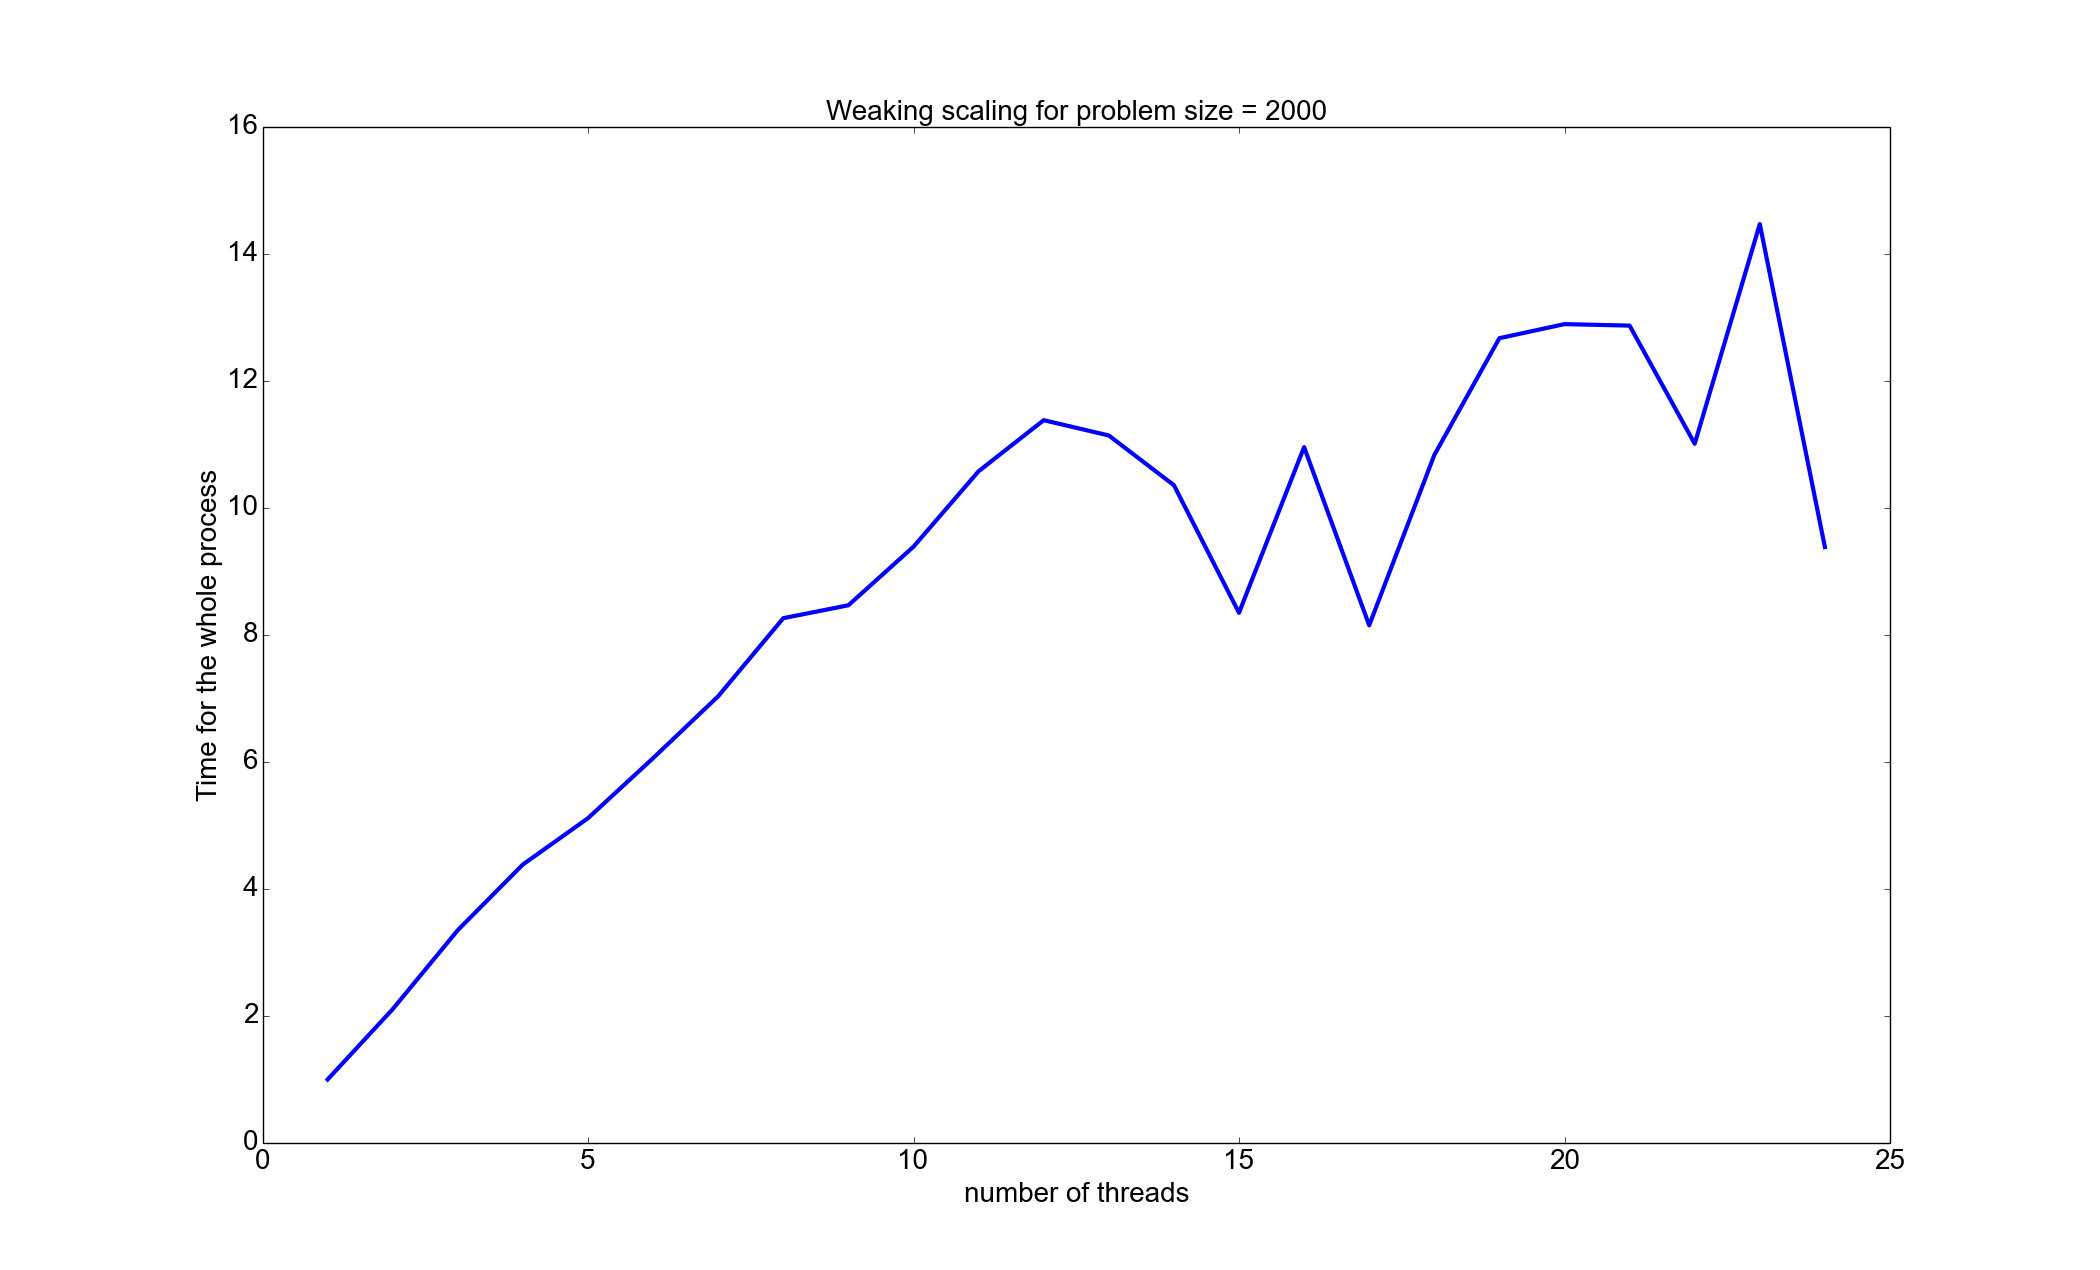 Weaking scaling for problem size = 2000
16
14
12
10
8
6
4
2
0
Time for the whole process
0 5 10 15 20 25
number of threads